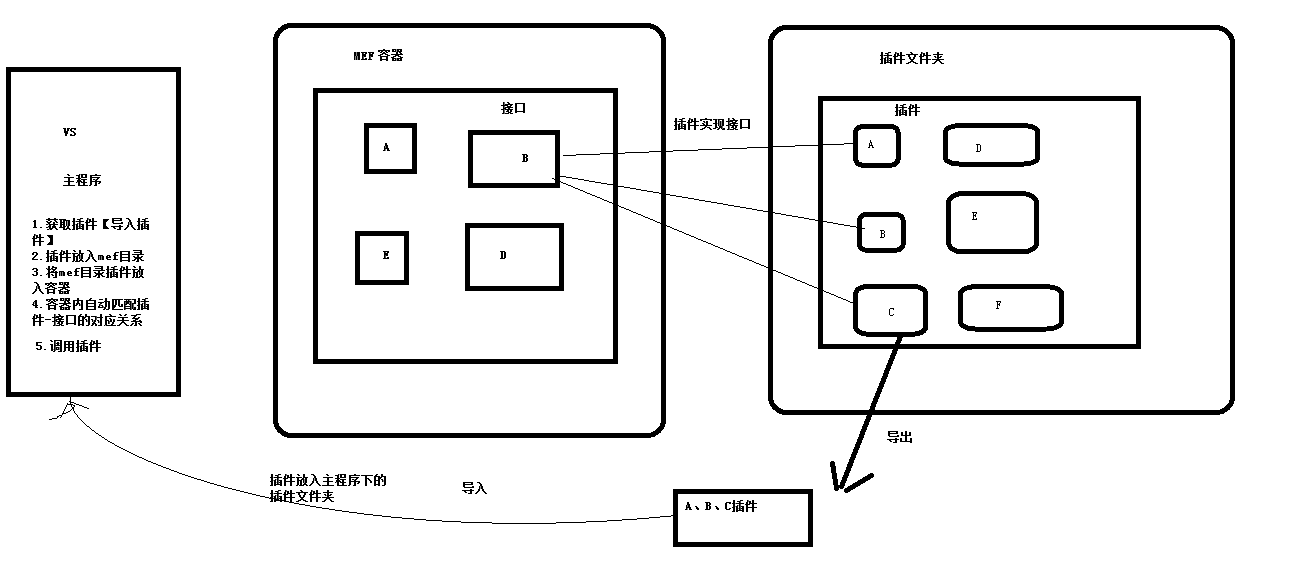 VS
主程序
1.获取插件【导入插
件】
2.插件放入mef目录
3.将mef目录插件放
入容器
4.容器内自动匹配插
件-接口的对应关系
5.调用插件
MEF容器
接口
A
B
E
D
插件实现接口
插件文件夹
插件
A
D
B
E
C
F
导出
A、B、C插件
导入
插件放入主程序下的
插件文件夹